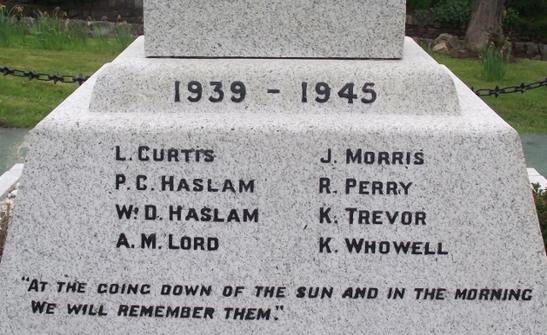 1939 - 1945
L. CURTIS
P. C. HASLAM
Wᴹ D. HASLAM
A. M. LORD
J. MORRIS
R. PERRY
K. TREVOR
K. WHOWELL
"AT THE GOING DOWN OF THE SUN AND IN THE MORNING
WE WILL REMEMBER THEM."